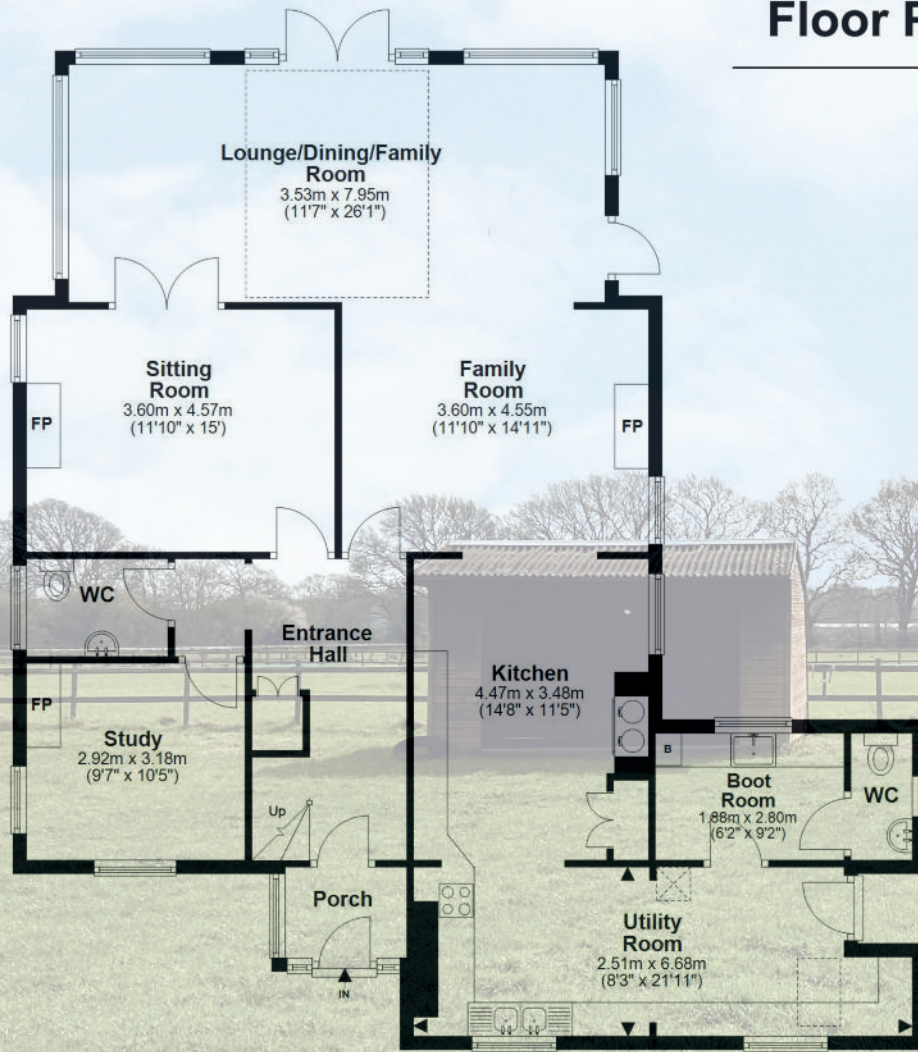 Floor P
Lounge/Dining/Family
Room
3.53m x 7.95m
(11'7" x 26'1")
Sitting
Room
3.60m x 4.57m
(11'10" x 15')
Family
Room
3.60m x 4.55m
(11'10" x 14'11")
FP
FP
WC
Entrance
Hall
Kitchen
4.47m x 3.48m
(14'8" x 11'5")
FP
Study
2.92m x 3.18m
(9'7" x 10'5")
B
Boot
Room
1.88m x 2.80m
(6'2" x 9'2")
WC
Up
Porch
Utility
Room
2.51m x 6.68m
(8'3" x 21'11")
IN